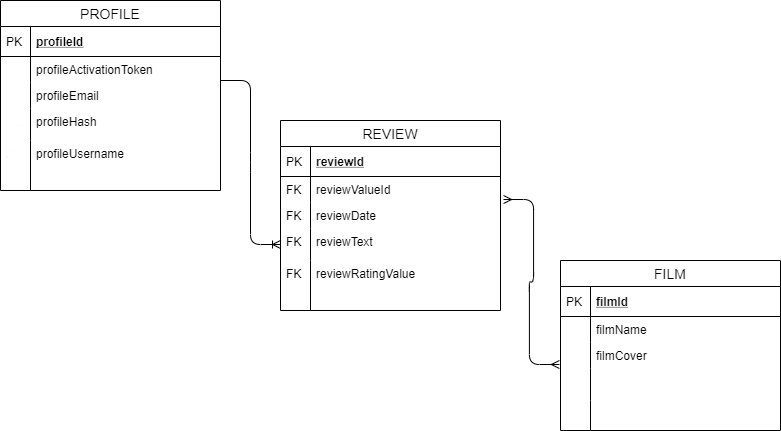 PROFILE
PK profileId
profileActivationToken
profileEmail
profileHash
profileUsername
REVIEW
PK reviewId
FK reviewValueId
FK reviewDate
FK reviewText
FK reviewRatingValue
FILM
PK filmId
filmName
filmCover